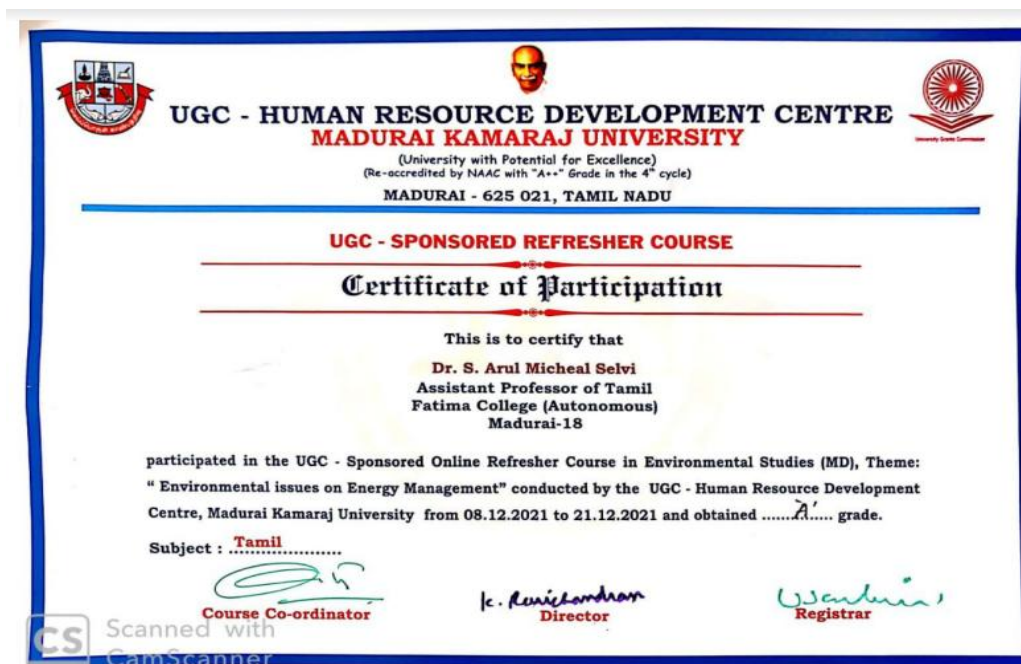 UGC - HUMAN RESOURCE DEVELOPMENT CENTRE
MADURAI KAMARAJ UNIVERSITY
(University with Potential for Excellence)
(Re-accredited by NAAC with "A++" Grade in the 4th cycle)
MADURAI - 625 021, TAMIL NADU
University Grants Commission
UGC - SPONSORED REFRESHER COURSE
Certificate of Participation
This is to certify that
Dr. S. Arul Micheal Selvi
Assistant Professor of Tamil
Fatima College (Autonomous)
Madurai-18
participated in the UGC - Sponsored Online Refresher Course in Environmental Studies (MD), Theme:
“ Environmental issues on Energy Management” conducted by the UGC - Human Resource Development
Centre, Madurai Kamaraj University from 08.12.2021 to 21.12.2021 and obtained .......'A'..... grade.
Subject : Tamil
K. Ravichandran
Course Co-ordinator
Director
Registrar
CS Scanned with
CamScanner